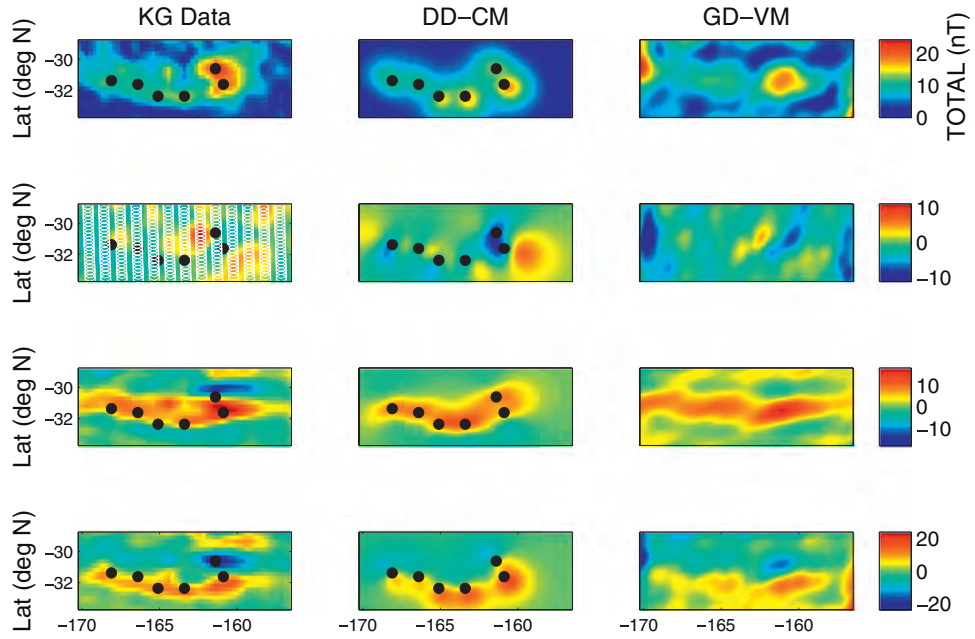 KG Data DD−CM GD−VM
Lat (deg N) −30 −32 20 10 0 TOTAL (nT)
Lat (deg N) −30 −32 10 0 −10
Lat (deg N) −30 −32 10 0 −10
Lat (deg N) −30 −32 20 0 −20
−170 −165 −160 −170 −165 −160 −170 −165 −160